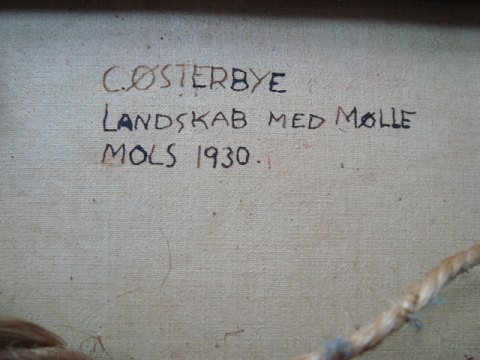 C.ØSTERBYE
LANDSKAB MED MØLLE
MOLS 1930.